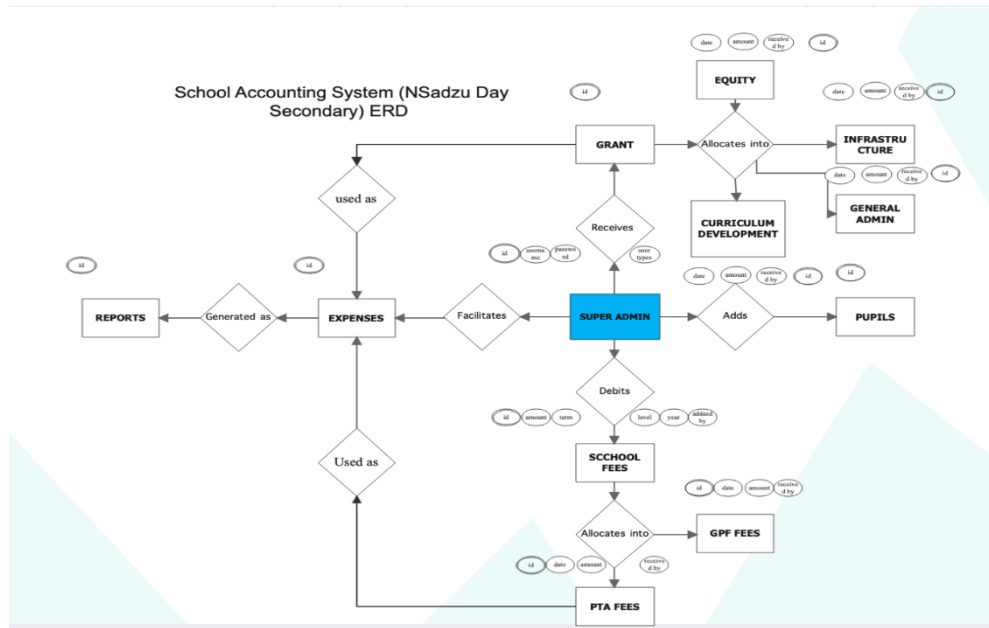 School Accounting System (NSadzu Day
Secondary) ERD
date amount receive id
d by
EQUITY
id
date amount receive id
d by
GRANT
Allocates into
INFRASTRU
CTURE
date amount receive id
d by
used as
CURRICULUM
DEVELOPMENT
GENERAL
ADMIN
Receives
id userna passwo user
me rd types
id
id
date amount receive id
d by
id
REPORTS
Generated as
EXPENSES
Facilitates
SUPER ADMIN
Adds
PUPILS
Debits
id amount term level year addeed
by
SCCHOOL
FEES
Used as
id date amount receive
d by
Allocates into
GPF FEES
id date amount receive
d by
PTA FEES